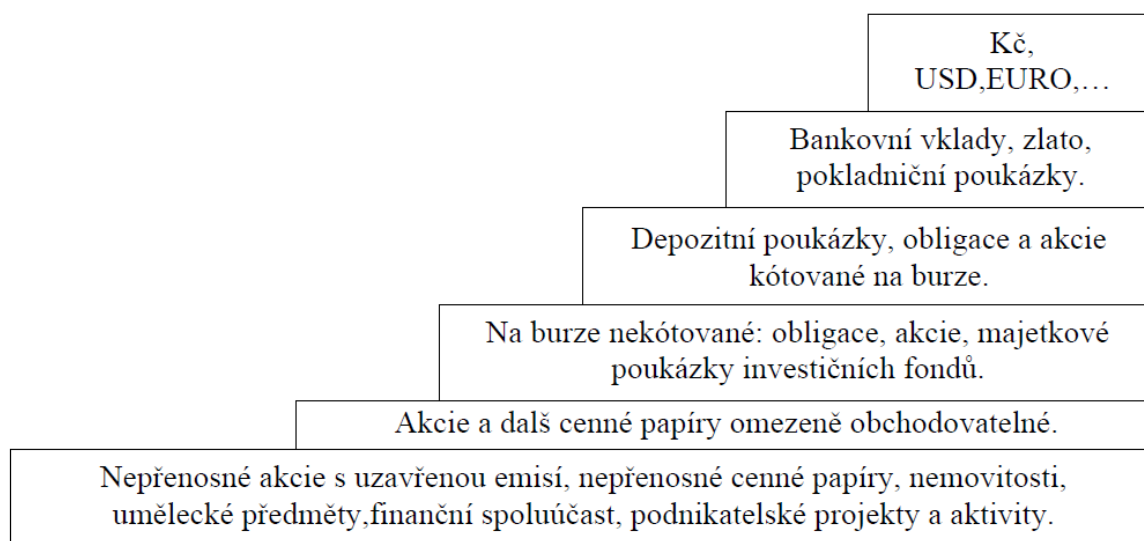 Kč,
USD,EURO,…
Bankovní vklady, zlato,
pokladniční poukázky.
Depozitní poukázky, obligace a akcie
kótované na burze.
Na burze nekótované: obligace, akcie, majetkové
poukázky investičních fondů.
Akcie a dalš cenné papíry omezeně obchodovatelné.
Nepřenosné akcie s uzavřenou emisí, nepřenosné cenné papíry, nemovitosti,
umělecké předměty,finanční spoluúčast, podnikatelské projekty a aktivity.